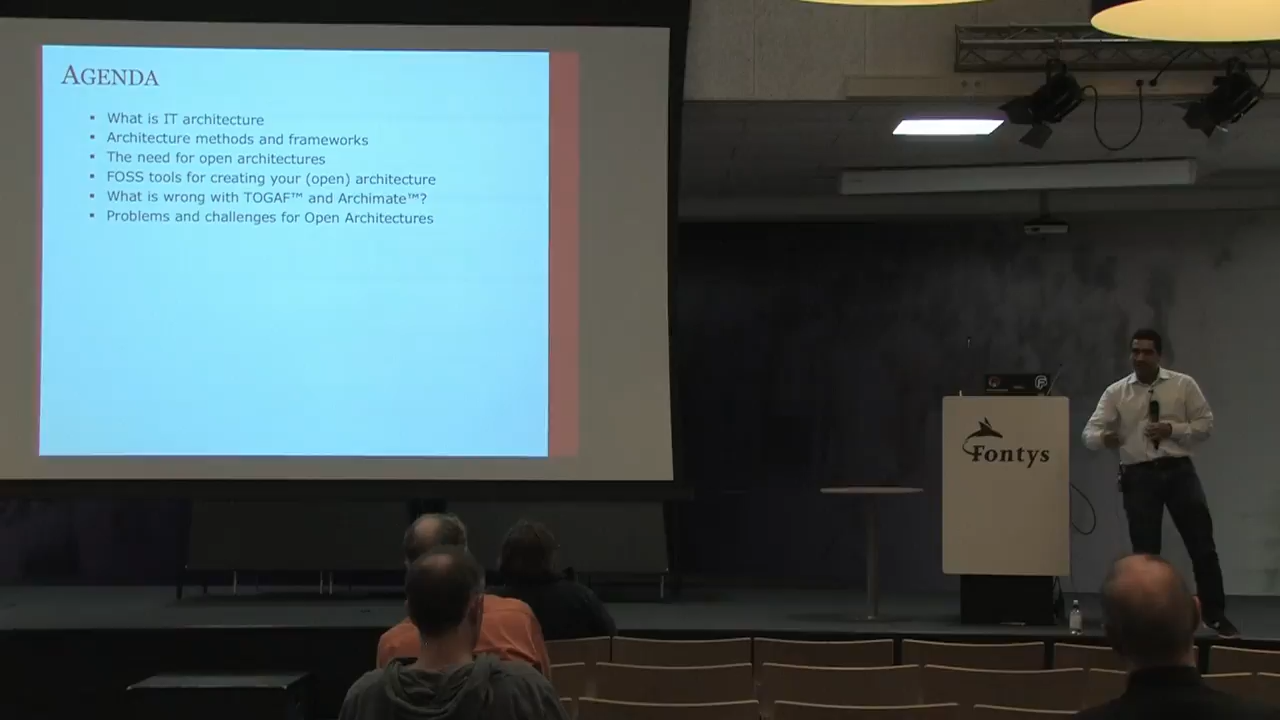 AGENDA
▪ What is IT architecture
▪ Architecture methods and frameworks
▪ The need for open architectures
▪ FOSS tools for creating your (open) architecture
▪ What is wrong with TOGAF™ and Archimate™?
▪ Problems and challenges for Open Architectures
Fontys